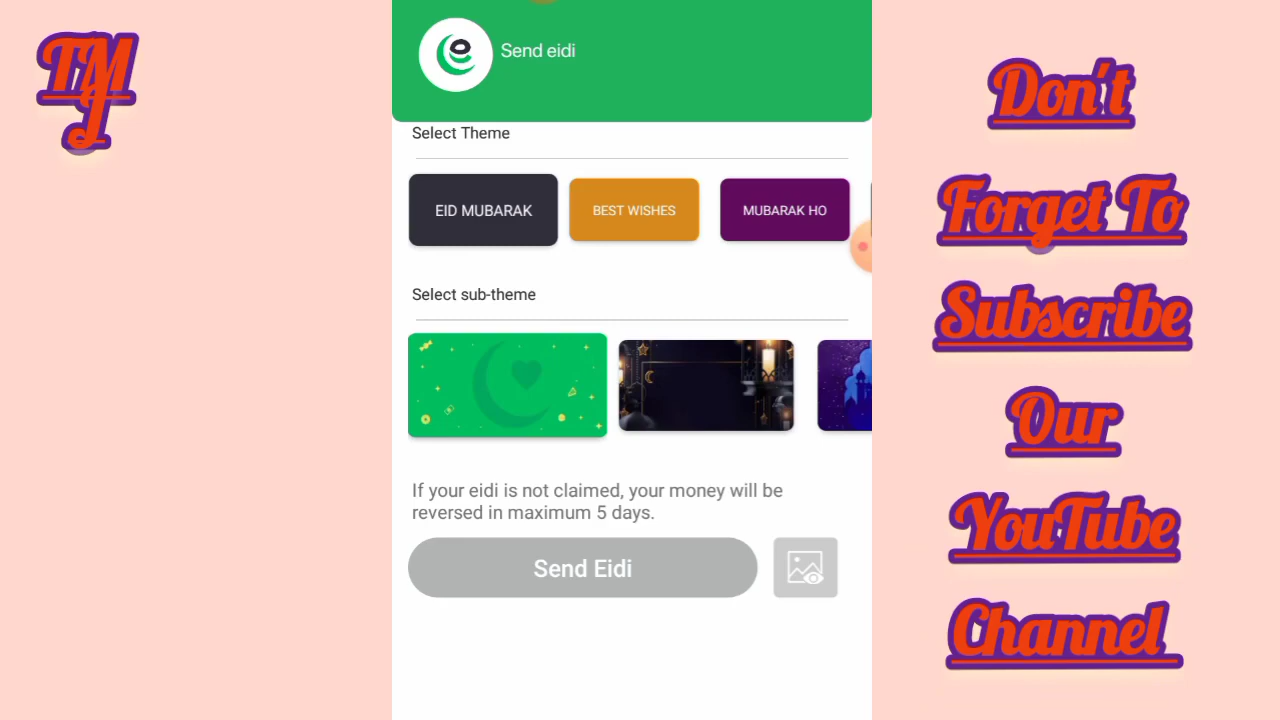 TMJ
Send eidi
Select Theme
EID MUBARAK
BEST WISHES
MUBARAK HO
Select sub-theme
If your eidi is not claimed, your money will be
reversed in maximum 5 days.
Send Eidi
Don't
Forget To
Subscribe
Our
YouTube
Channel